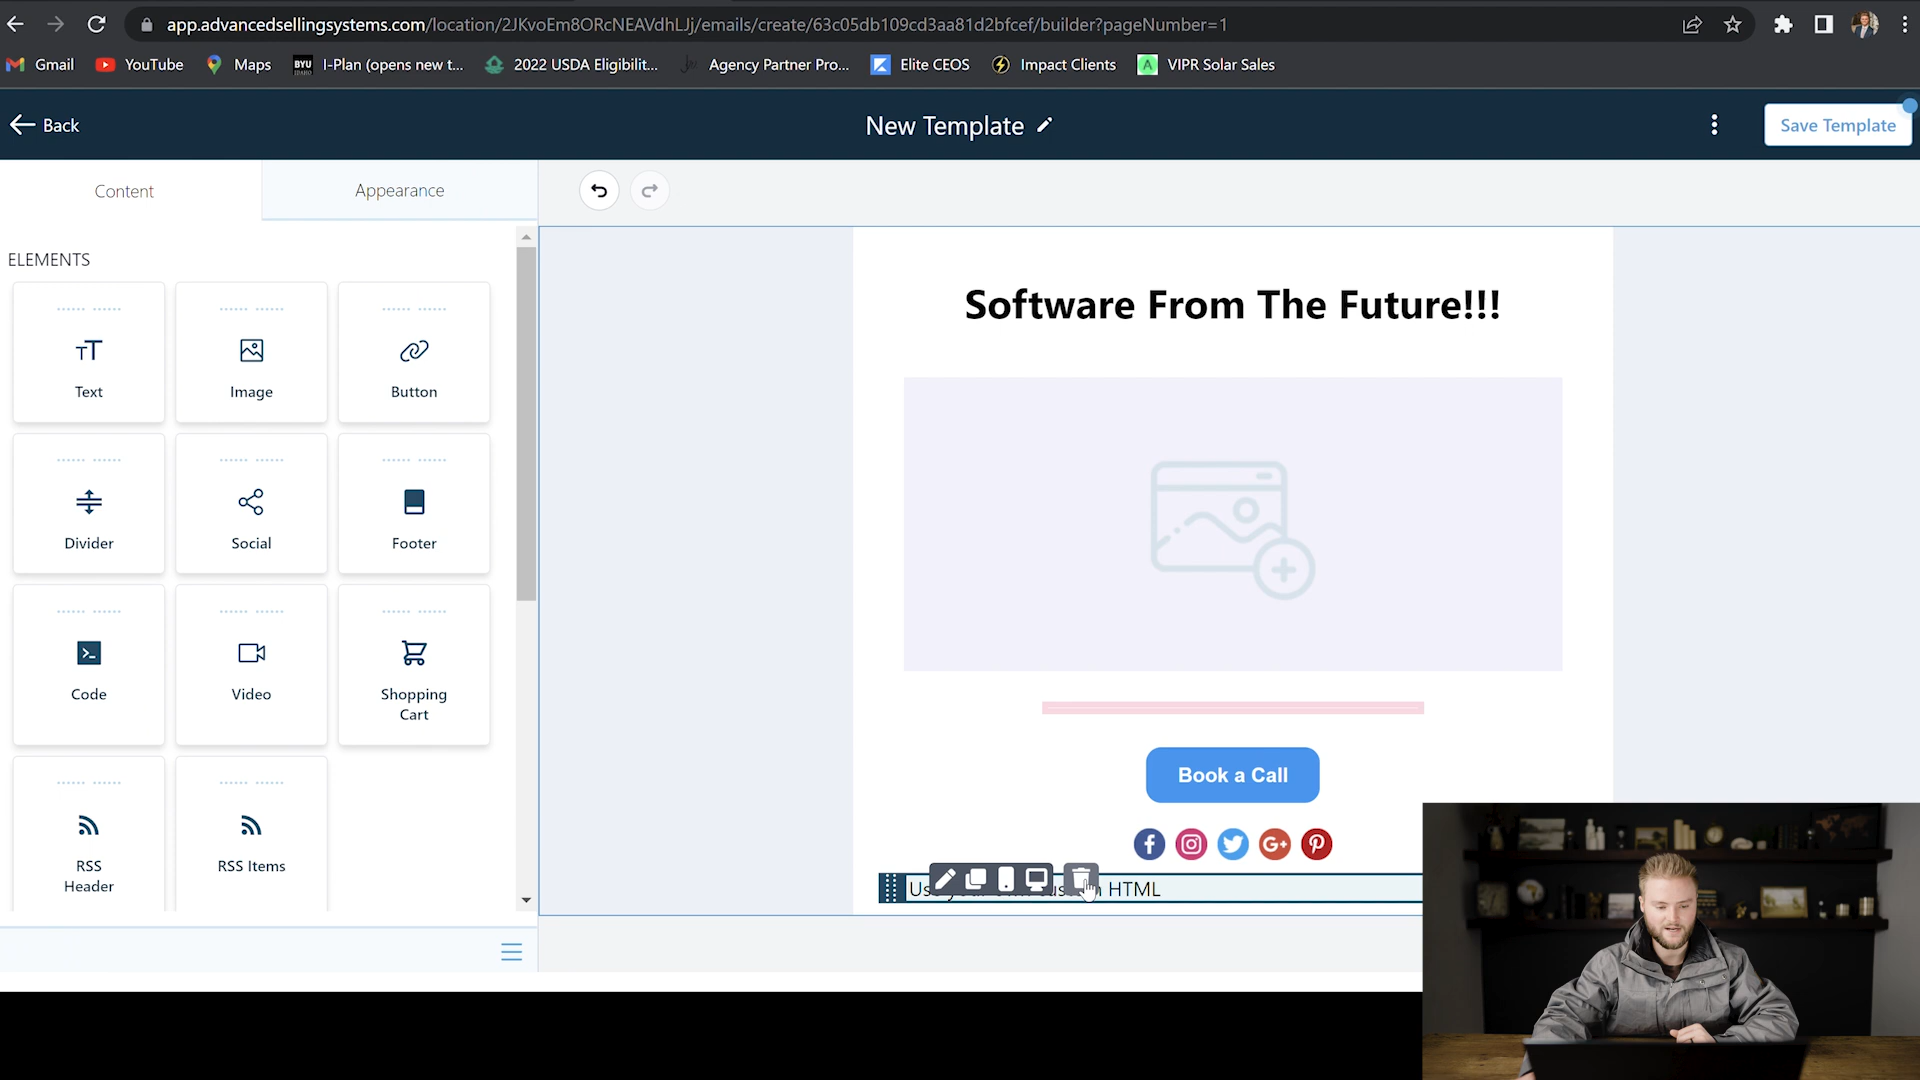 app.advancedsellingsystems.com/location/2JKvoEm8ORcNEAVdhLJj/emails/create/63c05db109cd3aa81d2bfcef/builder?pageNumber=1
Gmail YouTube Maps BYU IDAHO I-Plan (opens new t... 2022 USDA Eligibilit... Agency Partner Pro... Elite CEOS Impact Clients A VIPR Solar Sales
Back New Template Save Template
Content Appearance
ELEMENTS
Software From The Future!!!
Text Image Button
Divider Social Footer
Code Video Shopping
Cart
RSS
Header
RSS Items
Book a Call
HTML